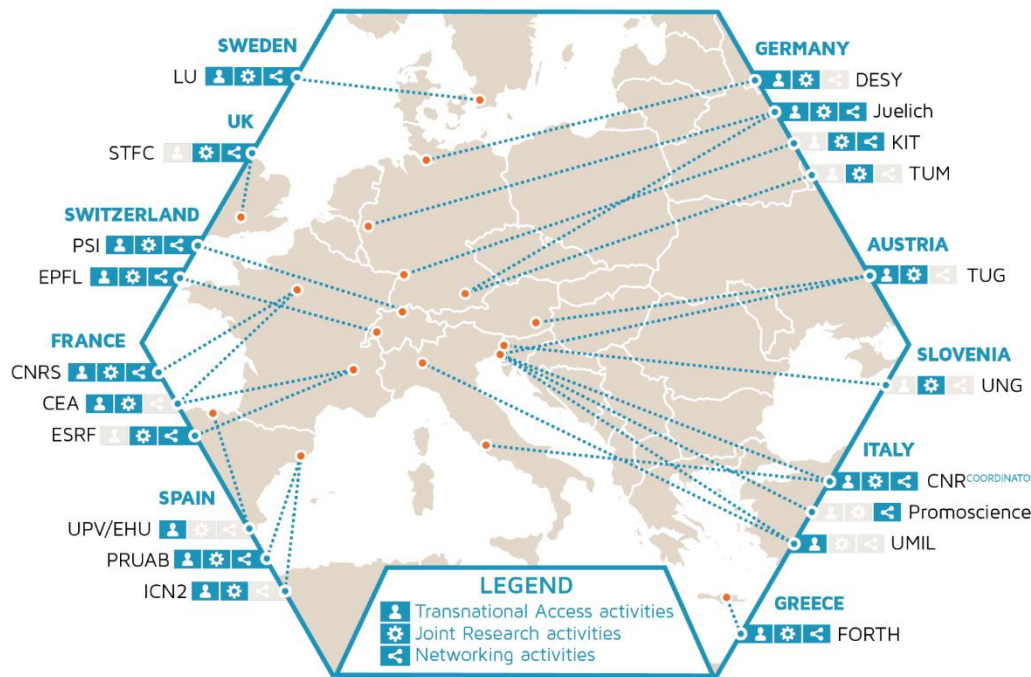 SWEDEN
LU
UK
STFC
SWITZERLAND
PSI
EPFL
FRANCE
CNRS
CEA
ESRF
SPAIN
UPV/EHU
PRUAB
ICN2
GERMANY
DESY
Juelich
KIT
TUM
AUSTRIA
TUG
SLOVENIA
UNG
ITALY
CNR COORDINATO
Promoscience
UMIL
GREECE
FORTH
LEGEND
Transnational Access activities
Joint Research activities
Networking activities